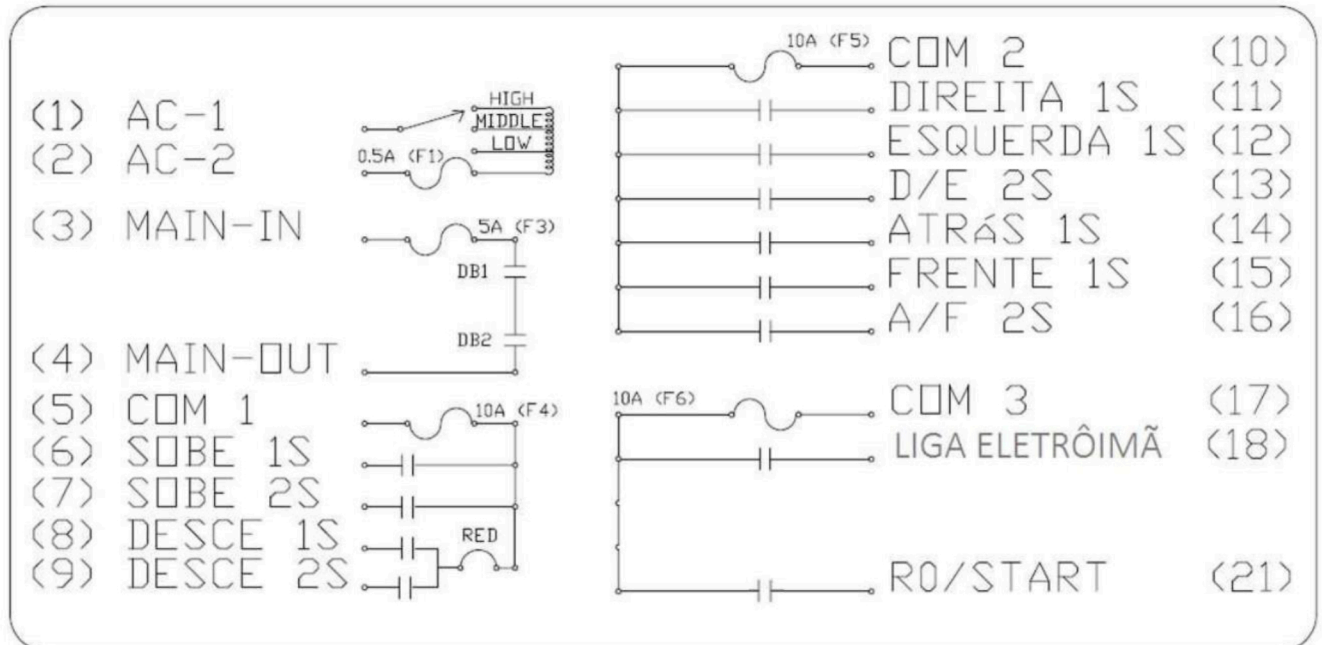 (1) AC-1
(2) AC-2
HIGH
MIDDLE
LOW
0.5A (F1)
(3) MAIN-IN
5A (F3)
DB1
DB2
(4) MAIN-OUT
(5) COM 1
10A (F4)
(6) SOBE 1S
(7) SOBE 2S
(8) DESCE 1S
(9) DESCE 2S
RED
10A (F5)
COM 2 (10)
DIREITA 1S (11)
ESQUERDA 1S (12)
D/E 2S (13)
ATRáS 1S (14)
FRENTE 1S (15)
A/F 2S (16)
10A (F6)
COM 3 (17)
LIGA ELETRÔIMÃ (18)
R0/START (21)